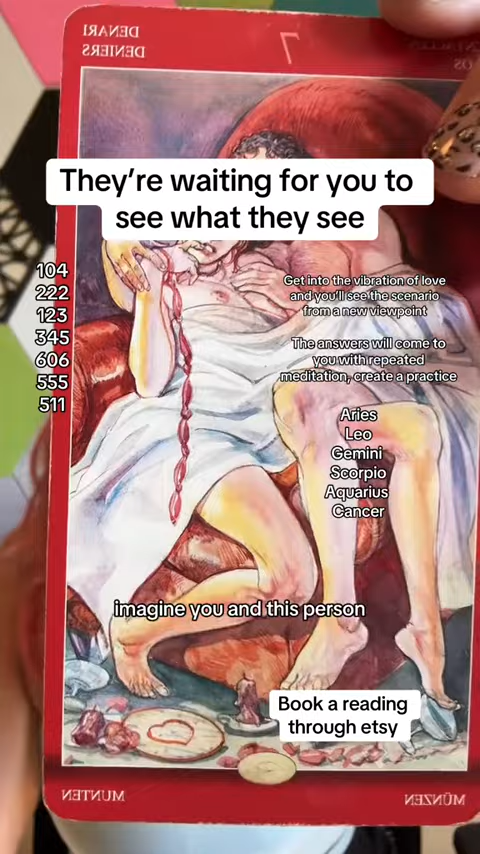 DENARI
DENIERS
7
They're waiting for you to
see what they see
104
222
123
345
606
555
511
Get into the vibration of love
and you'll see the scenario
from a new viewpoint
The answers will come to
you with repeated
meditation, create a practice
Aries
Leo
Gemini
Scorpio
Aquarius
Cancer
imagine you and this person
Book a reading
through etsy
MUNTEN
MÜNZEN